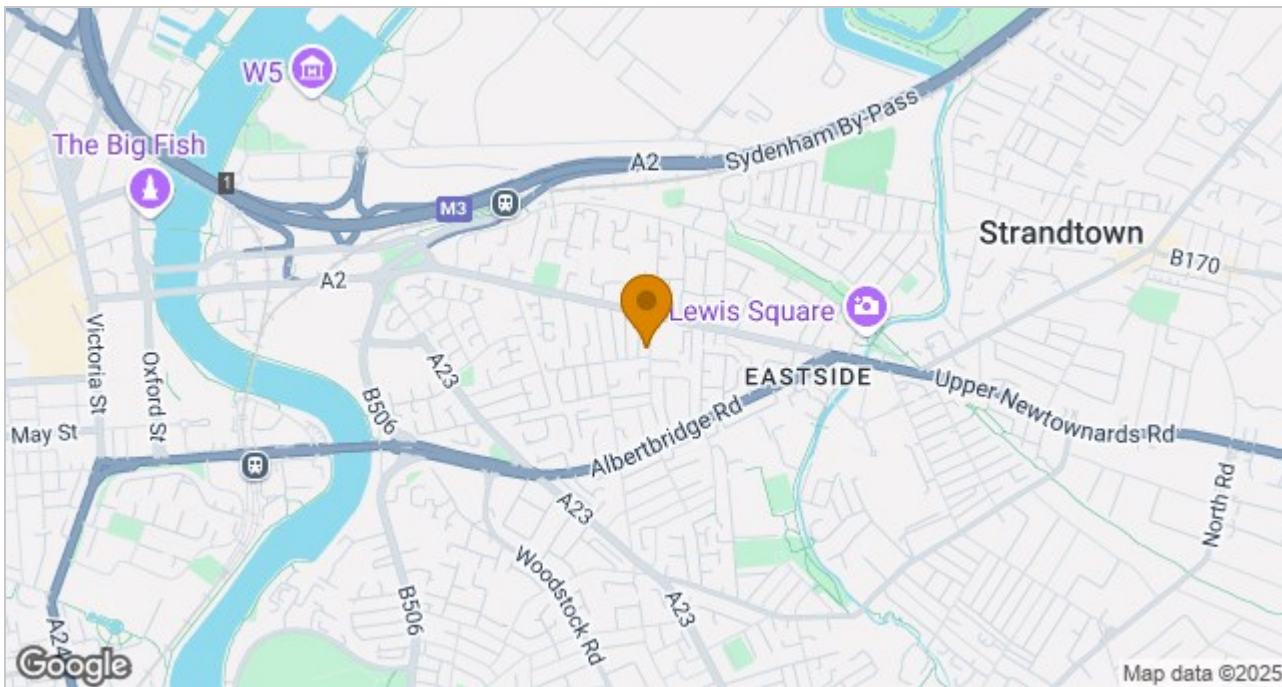 W5
The Big Fish
1
M3
A2
Sydenham By-Pass
Strandtown
B170
A2
Lewis Square
EASTSIDE
Victoria St
Oxford St
A23
B506
Upper Newtownards Rd
May St
Albertbridge Rd
A23
North Rd
Woodstock Rd
B506
A23
A24
Google
Map data ©2025